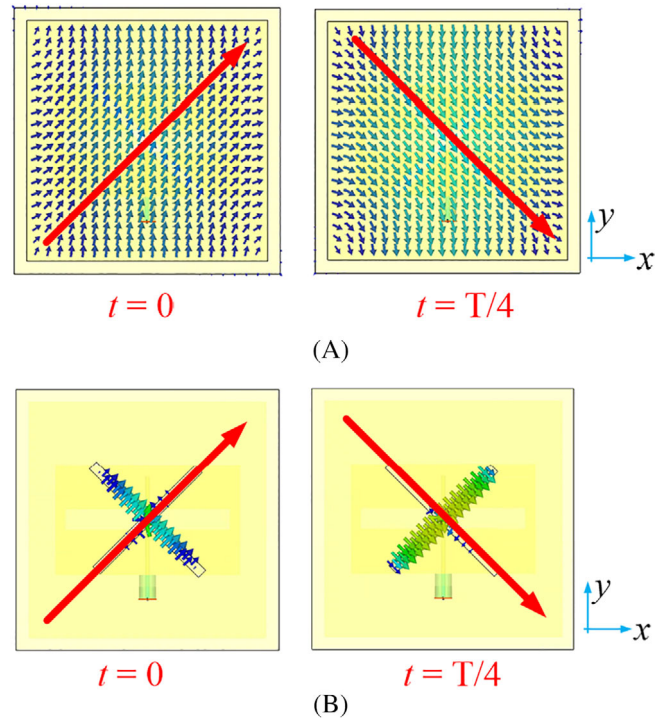 y
x
t = 0
t = T/4
(A)
y
x
t = 0
t = T/4
(B)